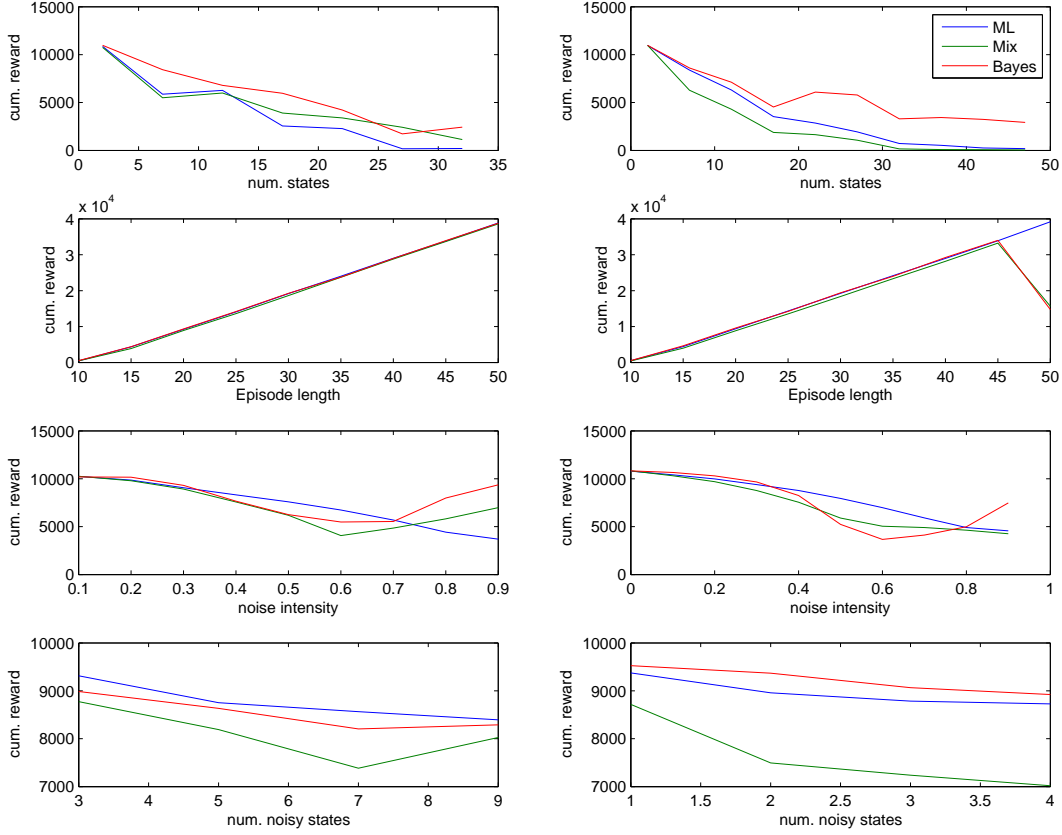 15000
10000
5000
0
cum. reward
0 5 10 15 20 25 30 35
num. states
15000
10000
5000
0
cum. reward
0 10 20 30 40 50
num. states
ML
Mix
Bayes
x 10^4
4
3
2
1
0
cum. reward
10 15 20 25 30 35 40 45 50
Episode length
x 10^4
4
3
2
1
0
cum. reward
10 15 20 25 30 35 40 45 50
Episode length
15000
10000
5000
0
cum. reward
0.1 0.2 0.3 0.4 0.5 0.6 0.7 0.8 0.9
noise intensity
15000
10000
5000
0
cum. reward
0 0.2 0.4 0.6 0.8 1
noise intensity
10000
9000
8000
7000
cum. reward
3 4 5 6 7 8 9
num. noisy states
10000
9000
8000
7000
cum. reward
1 1.5 2 2.5 3 3.5 4
num. noisy states